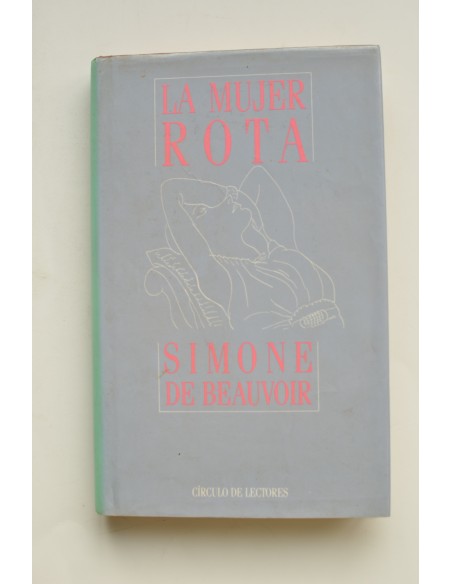 LA MUJER
ROTA
SIMONE
DE BEAUVOIR
CÍRCULO DE LECTORES